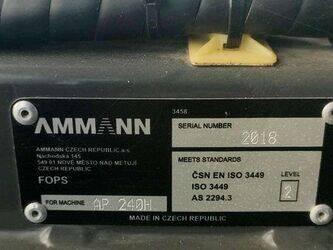 3458
AMMANN
AMMANN CZECH REPUBLIC a.s.
Náchodská 145
549 01 NOVÉ MĚSTO NAD METUJÍ
CZECH REPUBLIC
FOPS
FOR MACHINE AP 240H
SERIAL NUMBER
2018
MEETS STANDARDS
ČSN EN ISO 3449
ISO 3449
AS 2294.3
LEVEL
2
MADE IN CZECH REPUBLIC